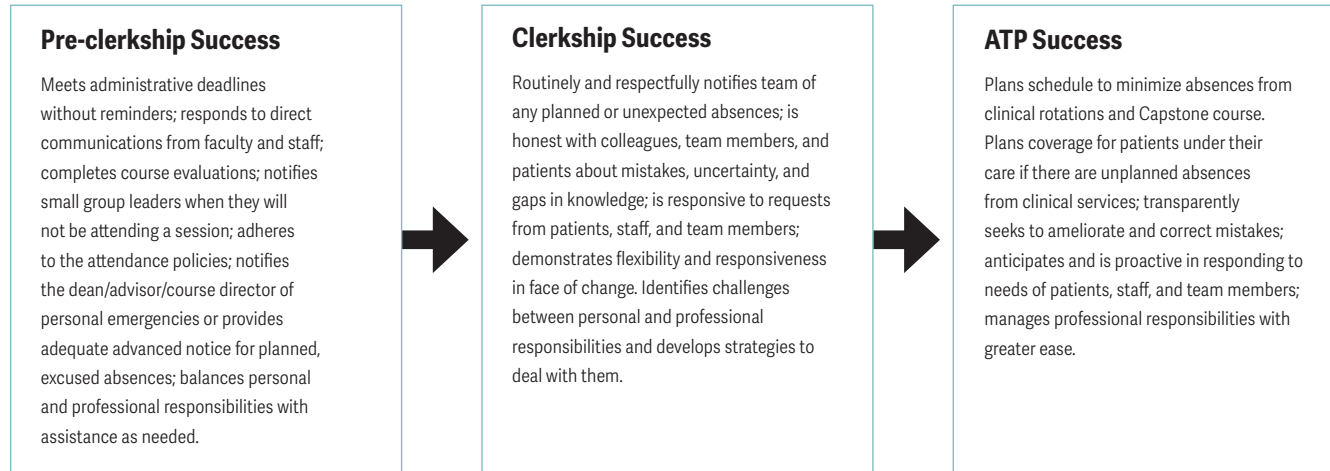 Pre-clerkship Success
Meets administrative deadlines
without reminders; responds to direct
communications from faculty and staff;
completes course evaluations; notifies
small group leaders when they will
not be attending a session; adheres
to the attendance policies; notifies
the dean/advisor/course director of
personal emergencies or provides
adequate advanced notice for planned,
excused absences; balances personal
and professional responsibilities with
assistance as needed.
Clerkship Success
Routinely and respectfully notifies team of
any planned or unexpected absences; is
honest with colleagues, team members, and
patients about mistakes, uncertainty, and
gaps in knowledge; is responsive to requests
from patients, staff, and team members;
demonstrates flexibility and responsiveness
in face of change. Identifies challenges
between personal and professional
responsibilities and develops strategies to
deal with them.
ATP Success
Plans schedule to minimize absences from
clinical rotations and Capstone course.
Plans coverage for patients under their
care if there are unplanned absences
from clinical services; transparently
seeks to ameliorate and correct mistakes;
anticipates and is proactive in responding to
needs of patients, staff, and team members;
manages professional responsibilities with
greater ease.